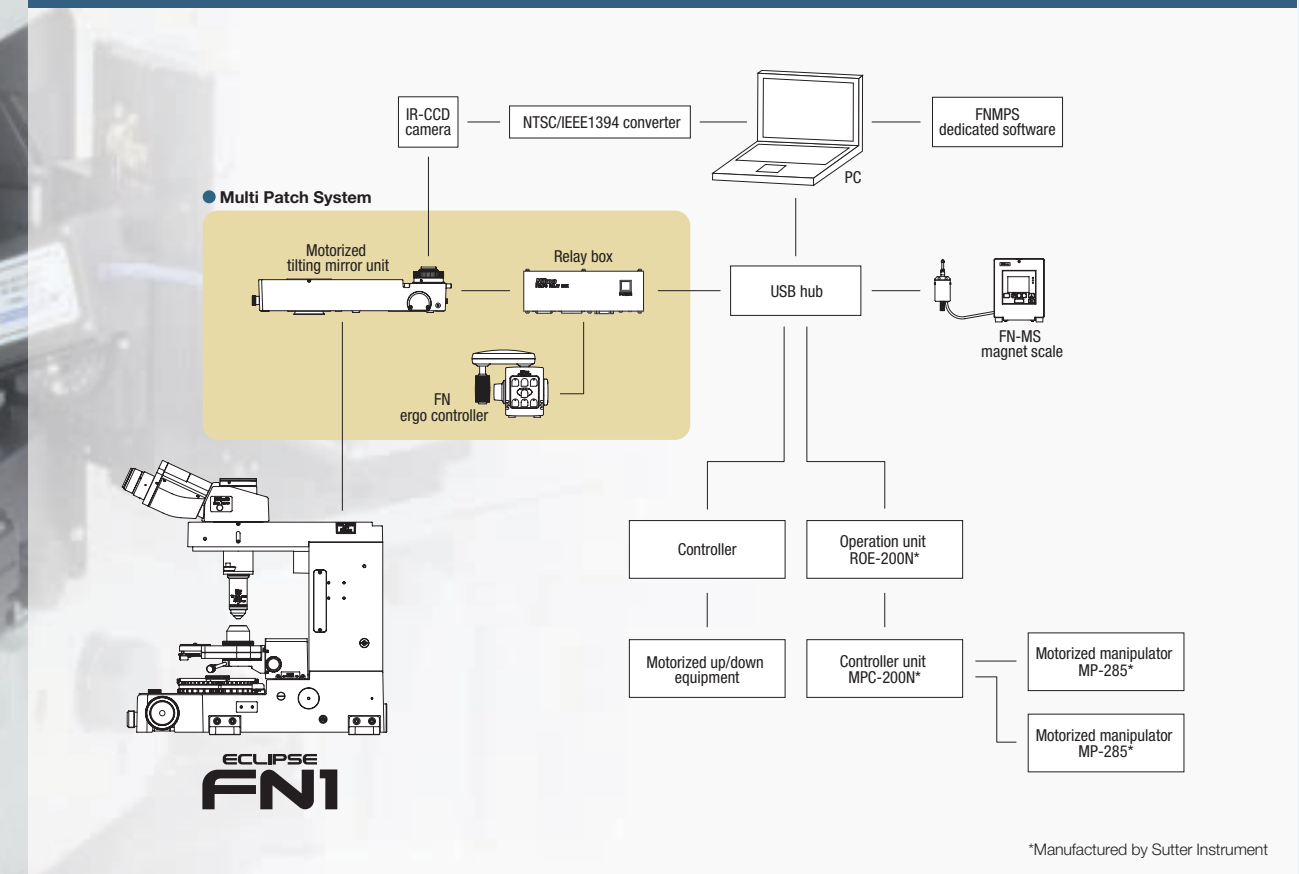 IR-CCD
camera
NTSC/IEEE1394 converter
PC
FNMPS
dedicated software
Multi Patch System
Motorized
tilting mirror unit
Relay box
USB hub
FN-MS
magnet scale
FN
ergo controller
Controller
Operation unit
ROE-200N*
Motorized up/down
equipment
Controller unit
MPC-200N*
Motorized manipulator
MP-285*
Motorized manipulator
MP-285*
ECLIPSE
FN1
*Manufactured by Sutter Instrument